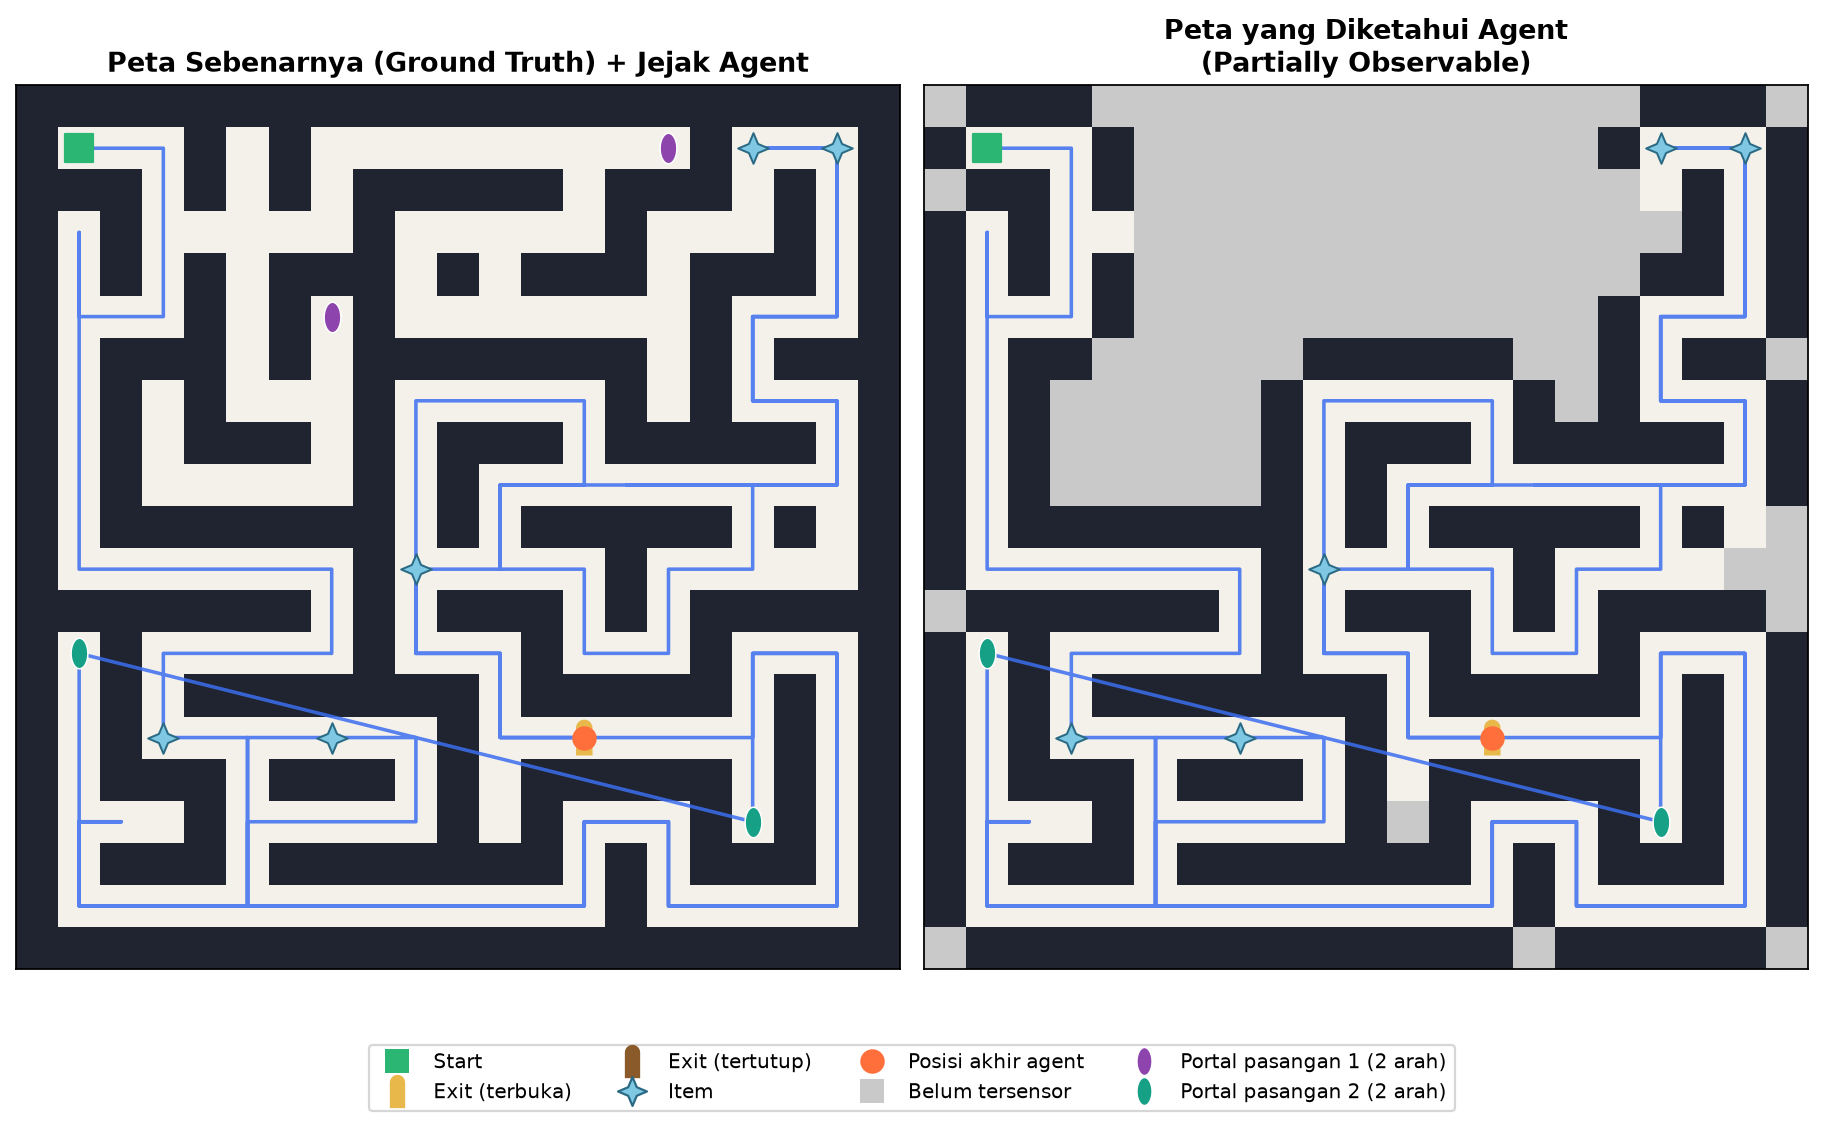 Peta Sebenarnya (Ground Truth) + Jejak Agent
Peta yang Diketahui Agent
(Partially Observable)
Start
Exit (terbuka)
Exit (tertutup)
Item
Posisi akhir agent
Belum tersensor
Portal pasangan 1 (2 arah)
Portal pasangan 2 (2 arah)